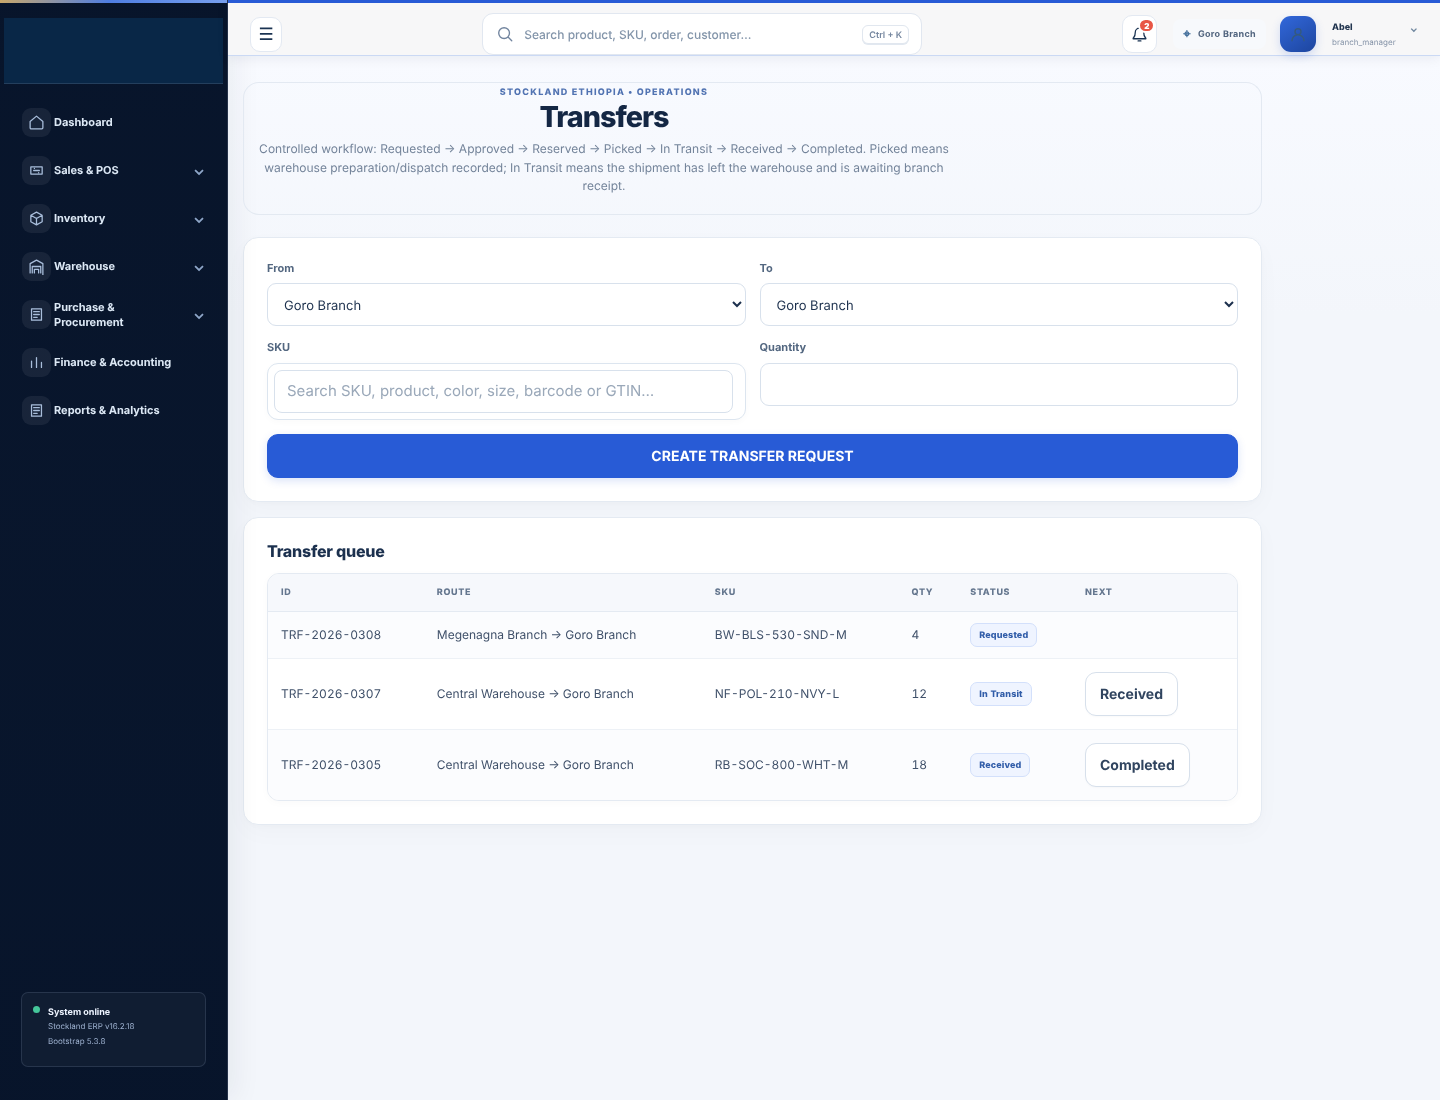 ☰
Search product, SKU, order, customer...
Ctrl + K
2
Goro Branch
Abel
branch_manager
Dashboard
Sales & POS
Inventory
Warehouse
Purchase &
Procurement
Finance & Accounting
Reports & Analytics
System online
Stockland ERP v16.2.18
Bootstrap 5.3.8
STOCKLAND ETHIOPIA • OPERATIONS
Transfers
Controlled workflow: Requested → Approved → Reserved → Picked → In Transit → Received → Completed. Picked means
warehouse preparation/dispatch recorded; In Transit means the shipment has left the warehouse and is awaiting branch
receipt.
From
To
Goro Branch
Goro Branch
SKU
Quantity
Search SKU, product, color, size, barcode or GTIN...
CREATE TRANSFER REQUEST
Transfer queue
ID ROUTE SKU QTY STATUS NEXT
TRF-2026-0308 Megenagna Branch → Goro Branch BW-BLS-530-SND-M 4 Requested
TRF-2026-0307 Central Warehouse → Goro Branch NF-POL-210-NVY-L 12 In Transit Received
TRF-2026-0305 Central Warehouse → Goro Branch RB-SOC-800-WHT-M 18 Received Completed